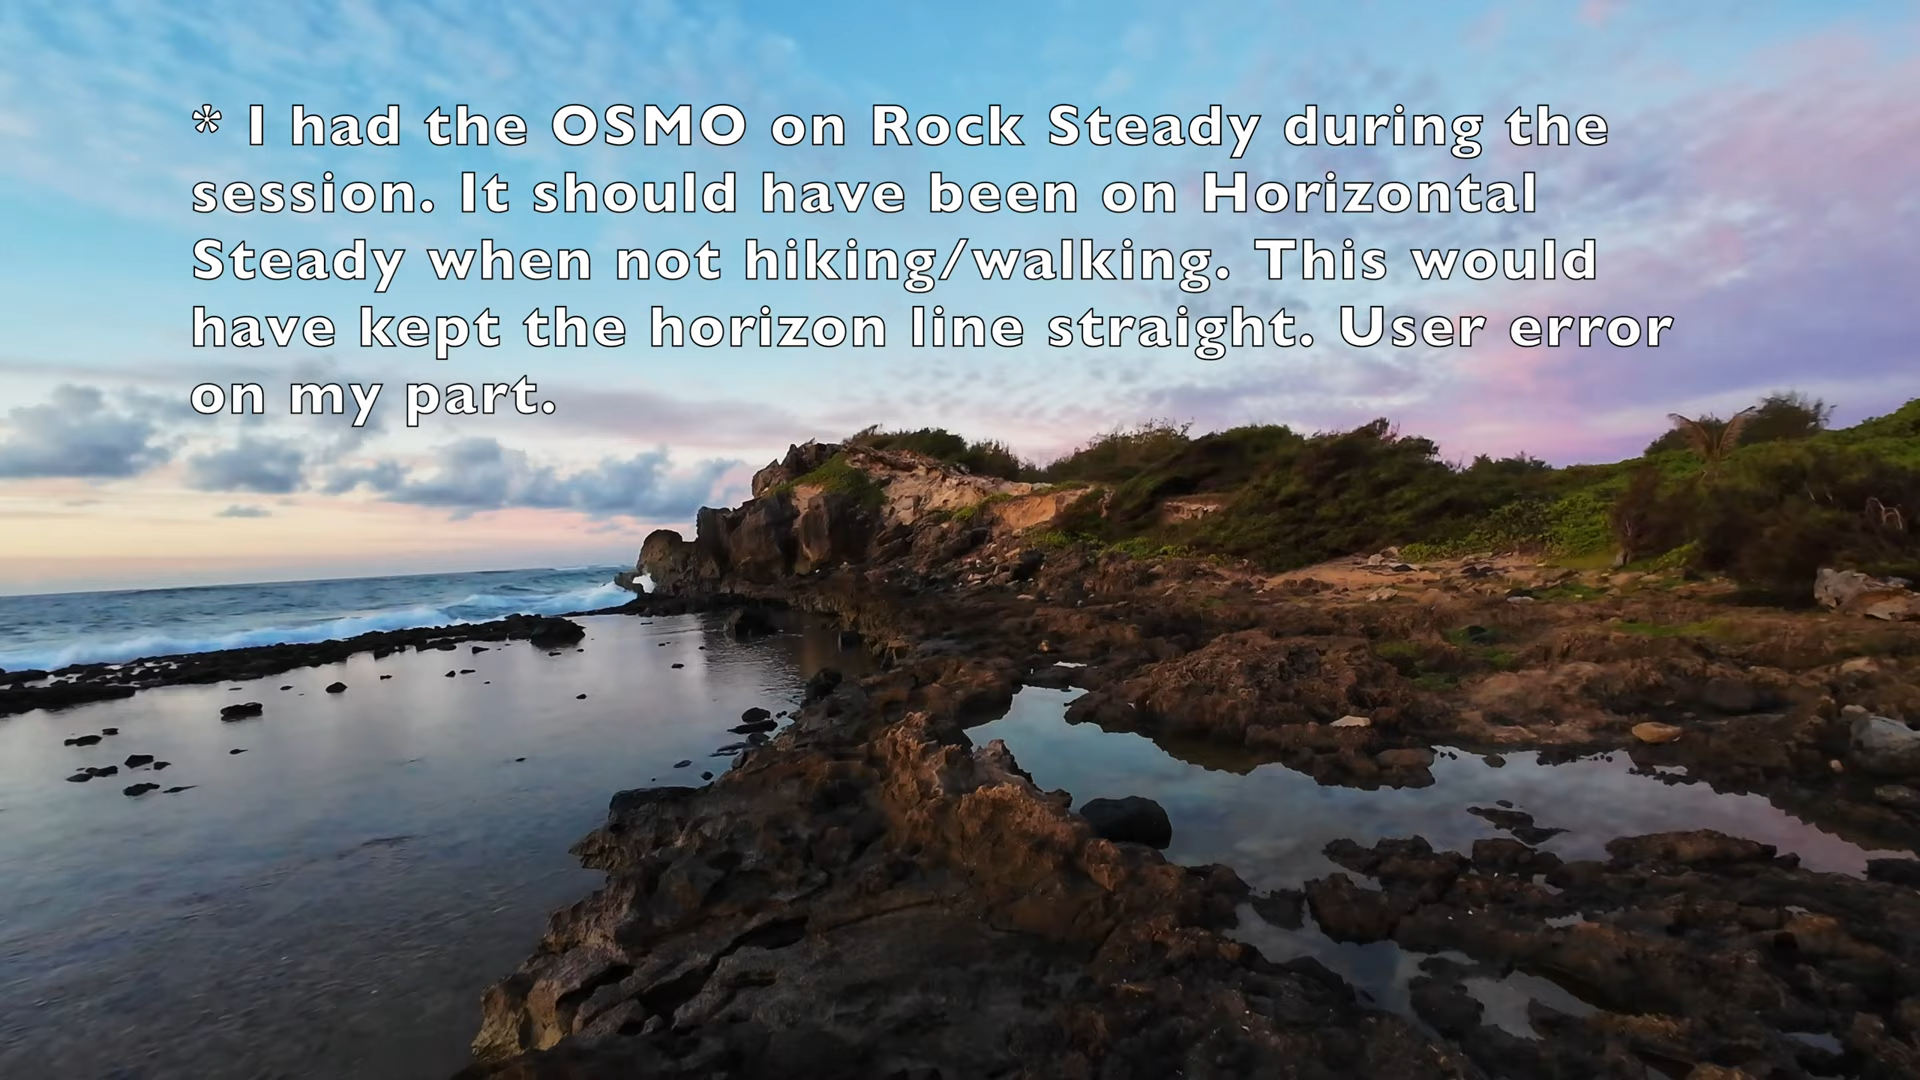 * I had the OSMO on Rock Steady during the
session. It should have been on Horizontal
Steady when not hiking/walking. This would
have kept the horizon line straight. User error
on my part.